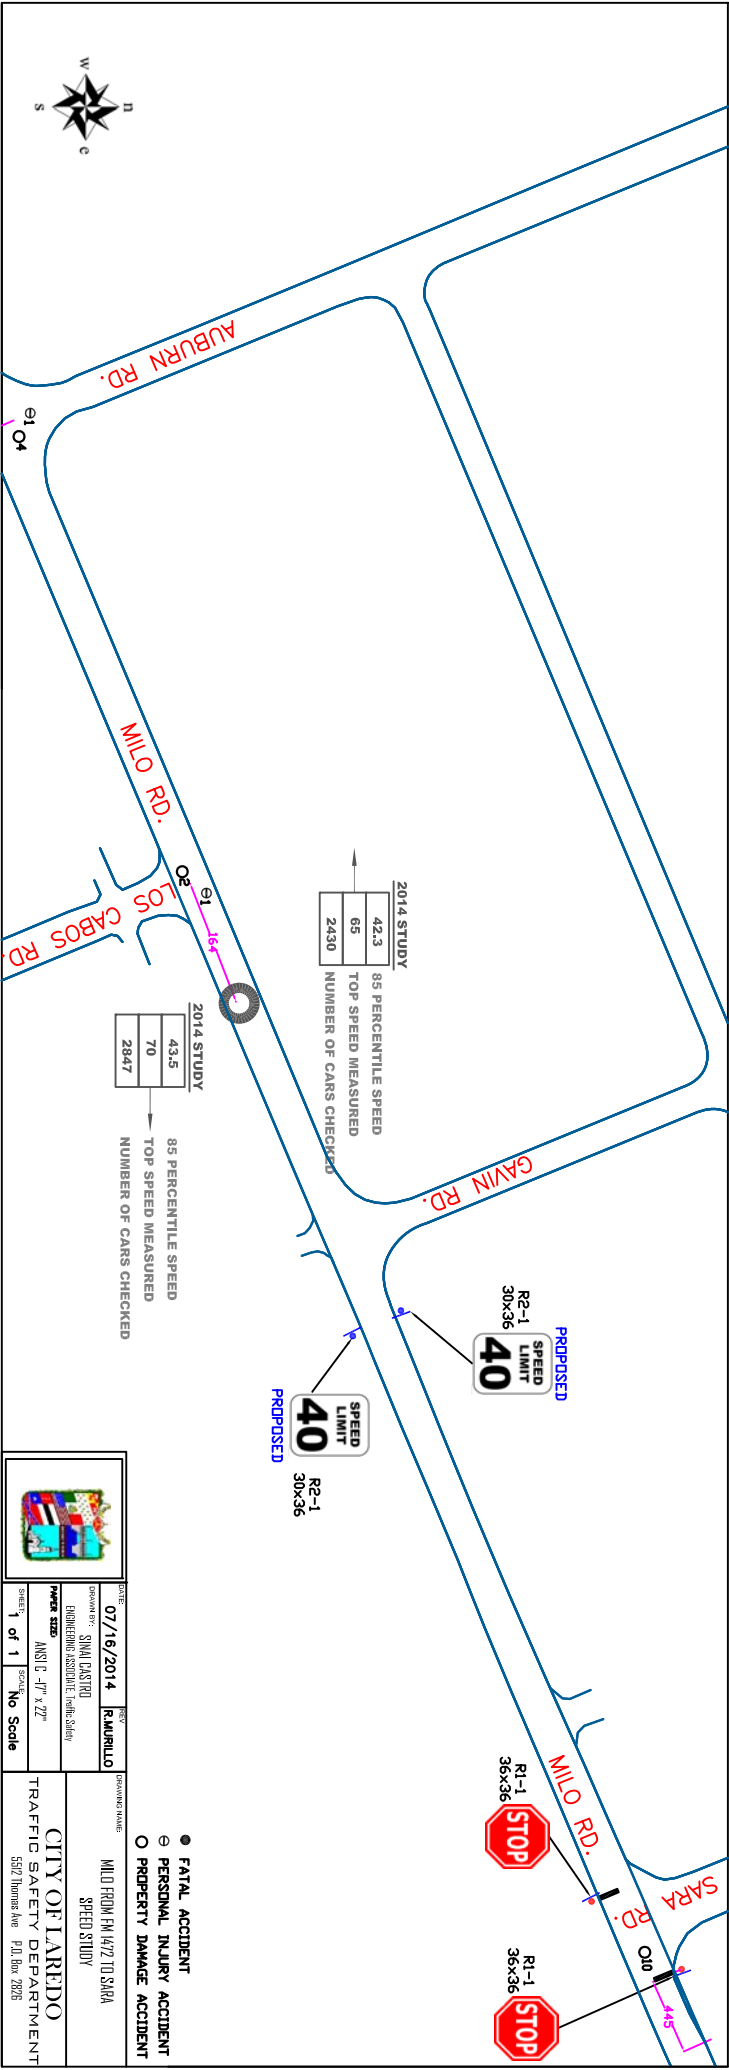 n
w
e
s
AUBURN RD.
⊖1
O4
MILO RD.
LOS CABOS RD
O2
⊖1
164
2014 STUDY
42.3 85 PERCENTILE SPEED
65 TOP SPEED MEASURED
2430 NUMBER OF CARS CHECKED
2014 STUDY
43.5 85 PERCENTILE SPEED
70 TOP SPEED MEASURED
2847 NUMBER OF CARS CHECKED
GAVIN RD.
PROPOSED
R2-1
30x36
SPEED
LIMIT
40
SPEED
LIMIT
40
PROPOSED
R2-1
30x36
MILO RD.
R1-1
36x36
STOP
SARA
RD.
O10
R1-1
36x36
STOP
445
● FATAL ACCIDENT
⊖ PERSONAL INJURY ACCIDENT
O PROPERTY DAMAGE ACCIDENT
DATE:
07/16/2014
REV
R.MURILLO
DRAWN BY:
SINAI CASTRO
ENGINEERING ASSOCIATE, Traffic Safety
PAPER SIZE:
ANSI C -17" x 22"
SHEET:
1 of 1
SCALE:
No Scale
DRAWING NAME:
MILO FROM FM 1472 TO SARA
SPEED STUDY
CITY OF LAREDO
TRAFFIC SAFETY DEPARTMENT
5512 Thomas Ave P.O. Box 2826